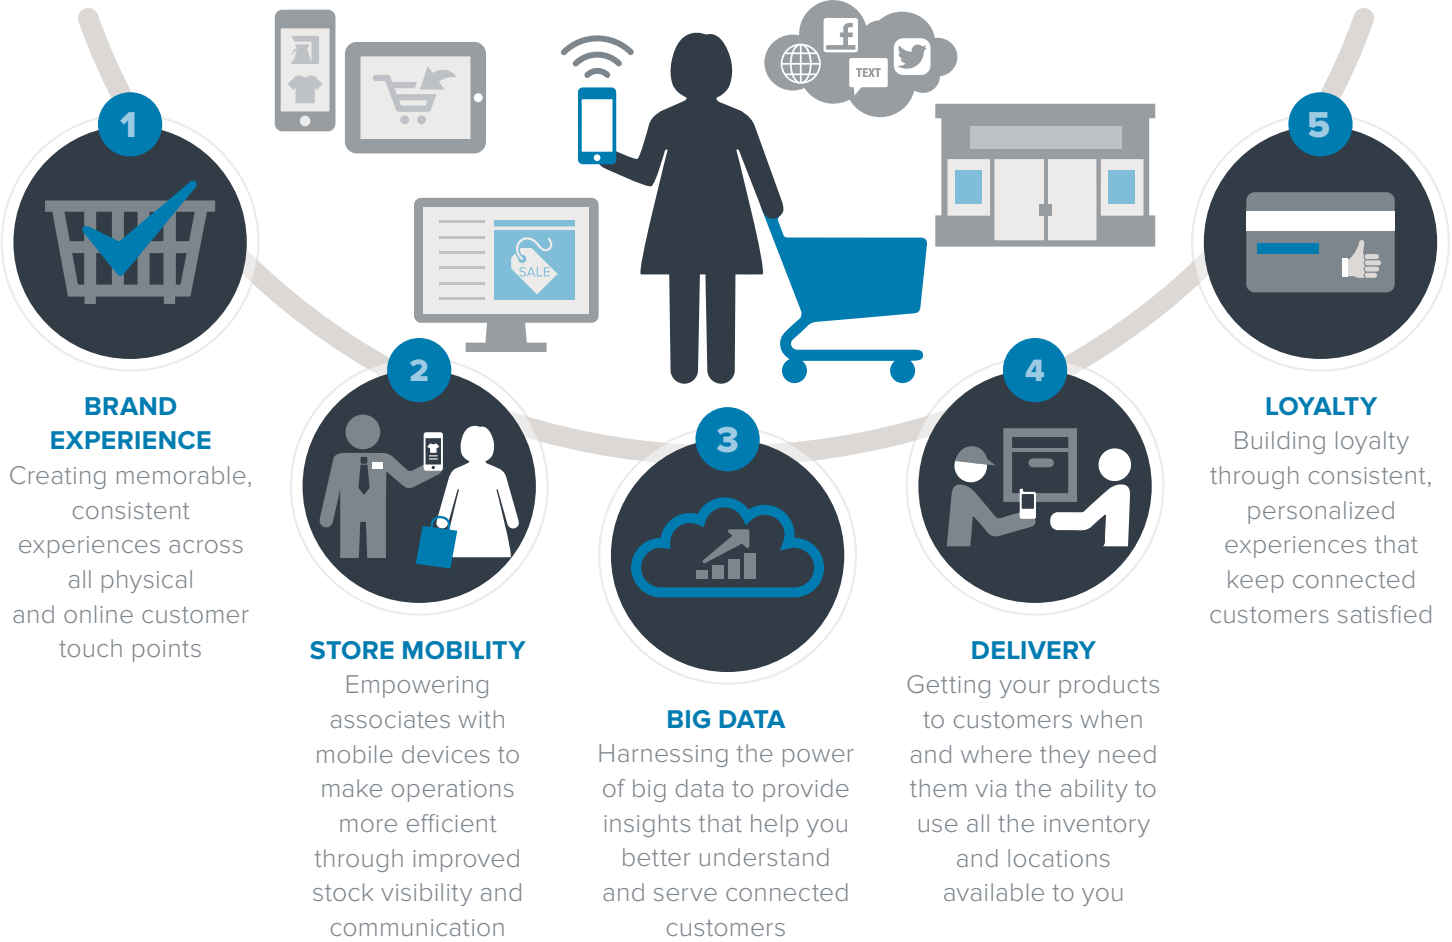 TEXT
SALE
1
BRAND
EXPERIENCE
Creating memorable,
consistent
experiences across
all physical
and online customer
touch points
2
STORE MOBILITY
Empowering
associates with
mobile devices to
make operations
more efficient
through improved
stock visibility and
communication
3
BIG DATA
Harnessing the power
of big data to provide
insights that help you
better understand
and serve connected
customers
4
DELIVERY
Getting your products
to customers when
and where they need
them via the ability to
use all the inventory
and locations
available to you
5
LOYALTY
Building loyalty
through consistent,
personalized
experiences that
keep connected
customers satisfied